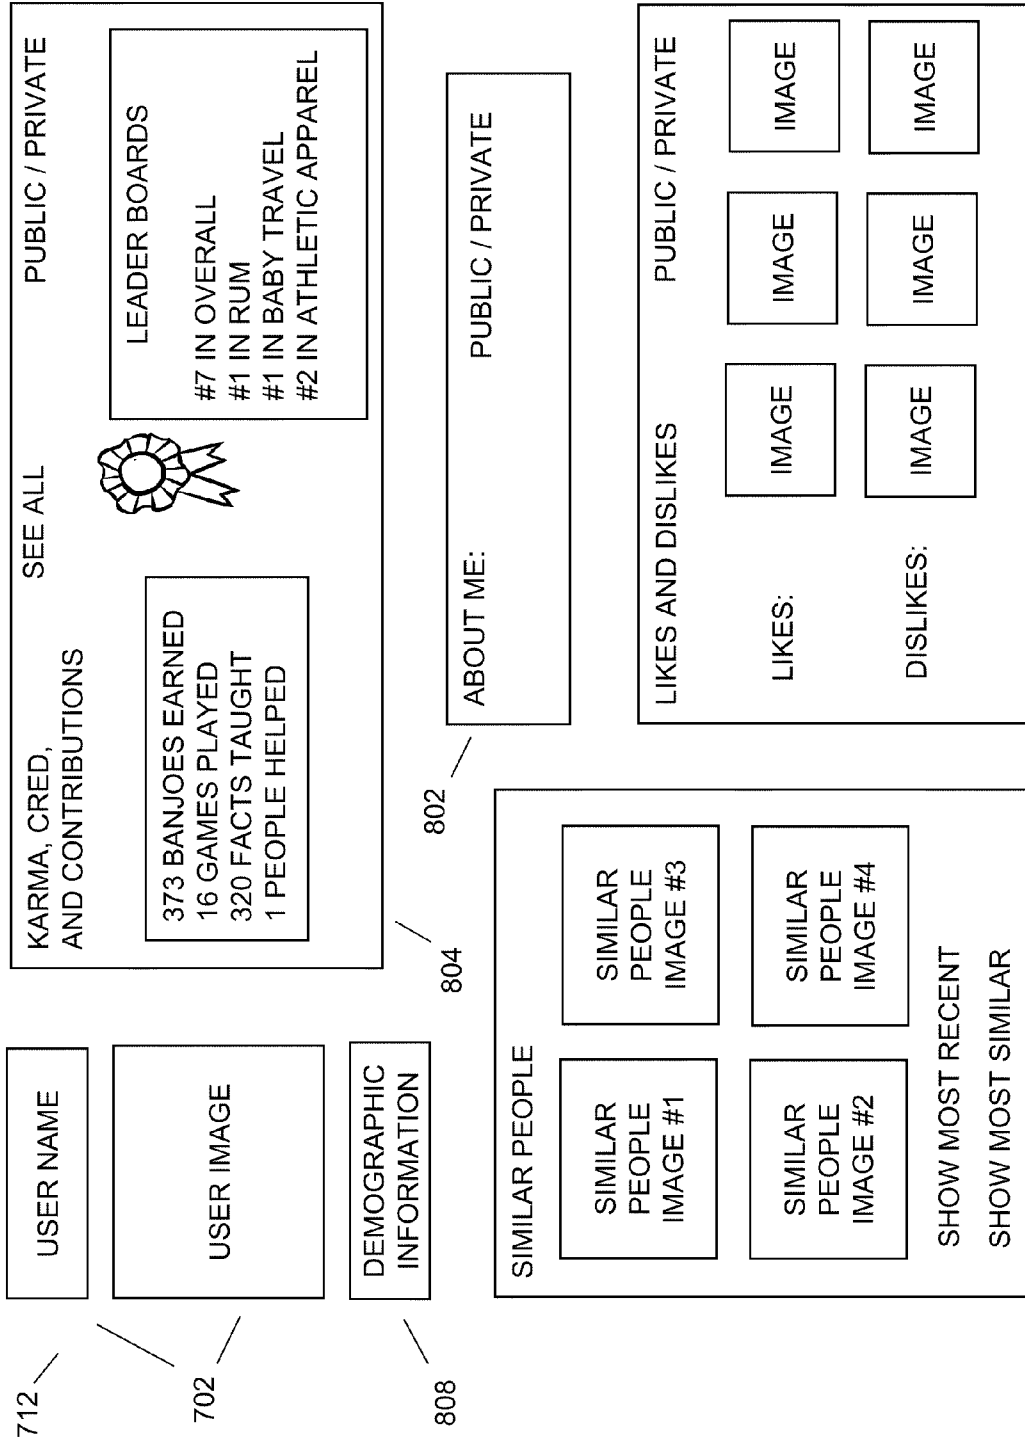 712
702
USER NAME
USER IMAGE
808
DEMOGRAPHIC
INFORMATION
KARMA, CRED,
AND CONTRIBUTIONS
SEE ALL
PUBLIC / PRIVATE
373 BANJOES EARNED
16 GAMES PLAYED
320 FACTS TAUGHT
1 PEOPLE HELPED
LEADER BOARDS
#7 IN OVERALL
#1 IN RUM
#1 IN BABY TRAVEL
#2 IN ATHLETIC APPAREL
804
802
ABOUT ME:
PUBLIC / PRIVATE
SIMILAR PEOPLE
SIMILAR
PEOPLE
IMAGE #1
SIMILAR
PEOPLE
IMAGE #3
SIMILAR
PEOPLE
IMAGE #2
SIMILAR
PEOPLE
IMAGE #4
SHOW MOST RECENT
SHOW MOST SIMILAR
LIKES AND DISLIKES
PUBLIC / PRIVATE
LIKES:
IMAGE
IMAGE
IMAGE
DISLIKES:
IMAGE
IMAGE
IMAGE